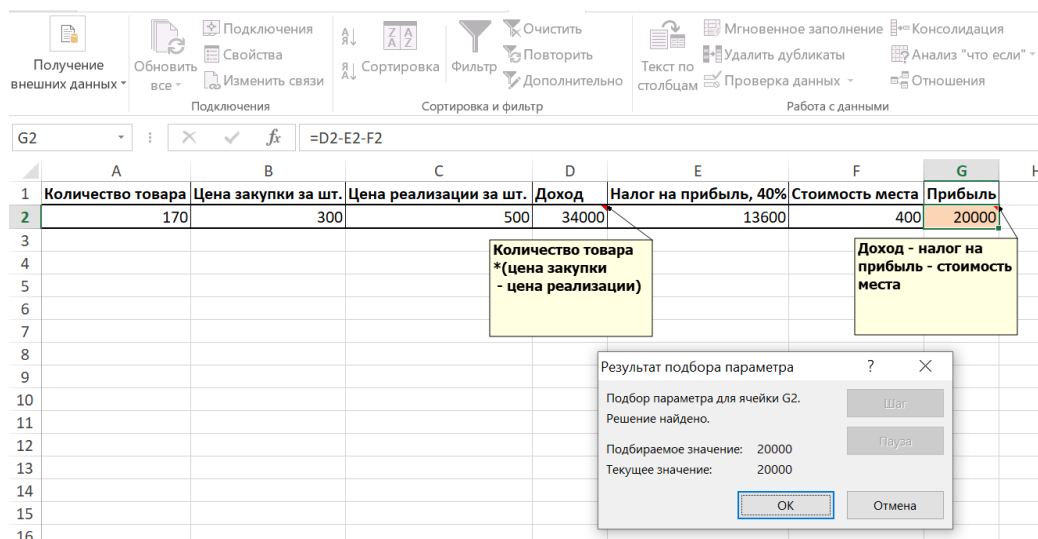 Подключения
Очистить
Мгновенное заполнение
Консолидация
Свойства
Повторить
Удалить дубликаты
Анализ "что если"
Получение
внешних данных
Обновить
все
Изменить связи
А
Я
Z A
A Z
Я
А
Сортировка
Фильтр
Дополнительно
Текст по
столбцам
Проверка данных
Отношения
Подключения
Сортировка и фильтр
Работа с данными
G2
fx
=D2-E2-F2
A B C D E F G H
1 Количество товара Цена закупки за шт. Цена реализации за шт. Доход Налог на прибыль, 40% Стоимость места Прибыль
2 170 300 500 34000 13600 400 20000
3
4
5
6
7
8
9
10
11
12
13
14
15
16
Количество товара
*(цена закупки
- цена реализации)
Доход - налог на
прибыль - стоимость
места
Результат подбора параметра ?
Подбор параметра для ячейки G2.
Решение найдено.
Подбираемое значение: 20000
Текущее значение: 20000
Шаг
Пауза
ОК
Отмена